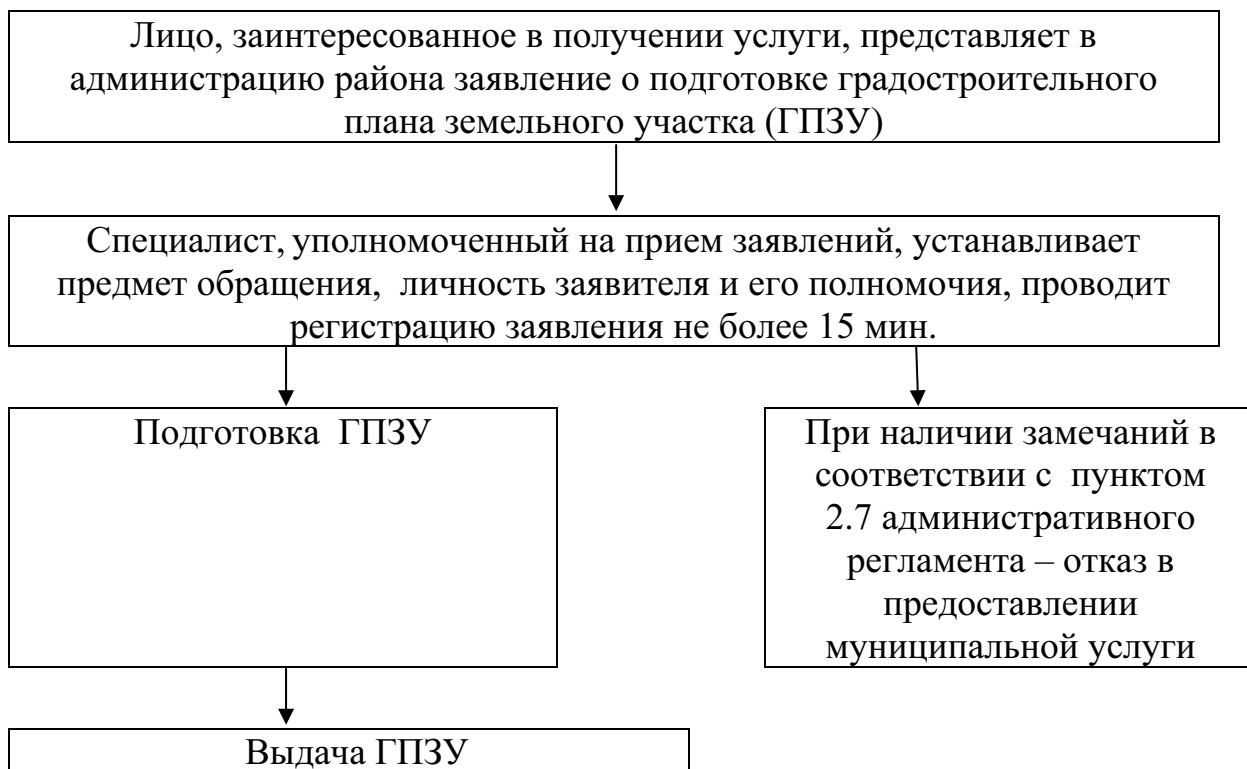 Лицо, заинтересованное в получении услуги, представляет в
администрацию района заявление о подготовке градостроительного
плана земельного участка (ГПЗУ)
Специалист, уполномоченный на прием заявлений, устанавливает
предмет обращения, личность заявителя и его полномочия, проводит
регистрацию заявления не более 15 мин.
Подготовка ГПЗУ
При наличии замечаний в
соответствии с пунктом
2.7 административного
регламента – отказ в
предоставлении
муниципальной услуги
Выдача ГПЗУ